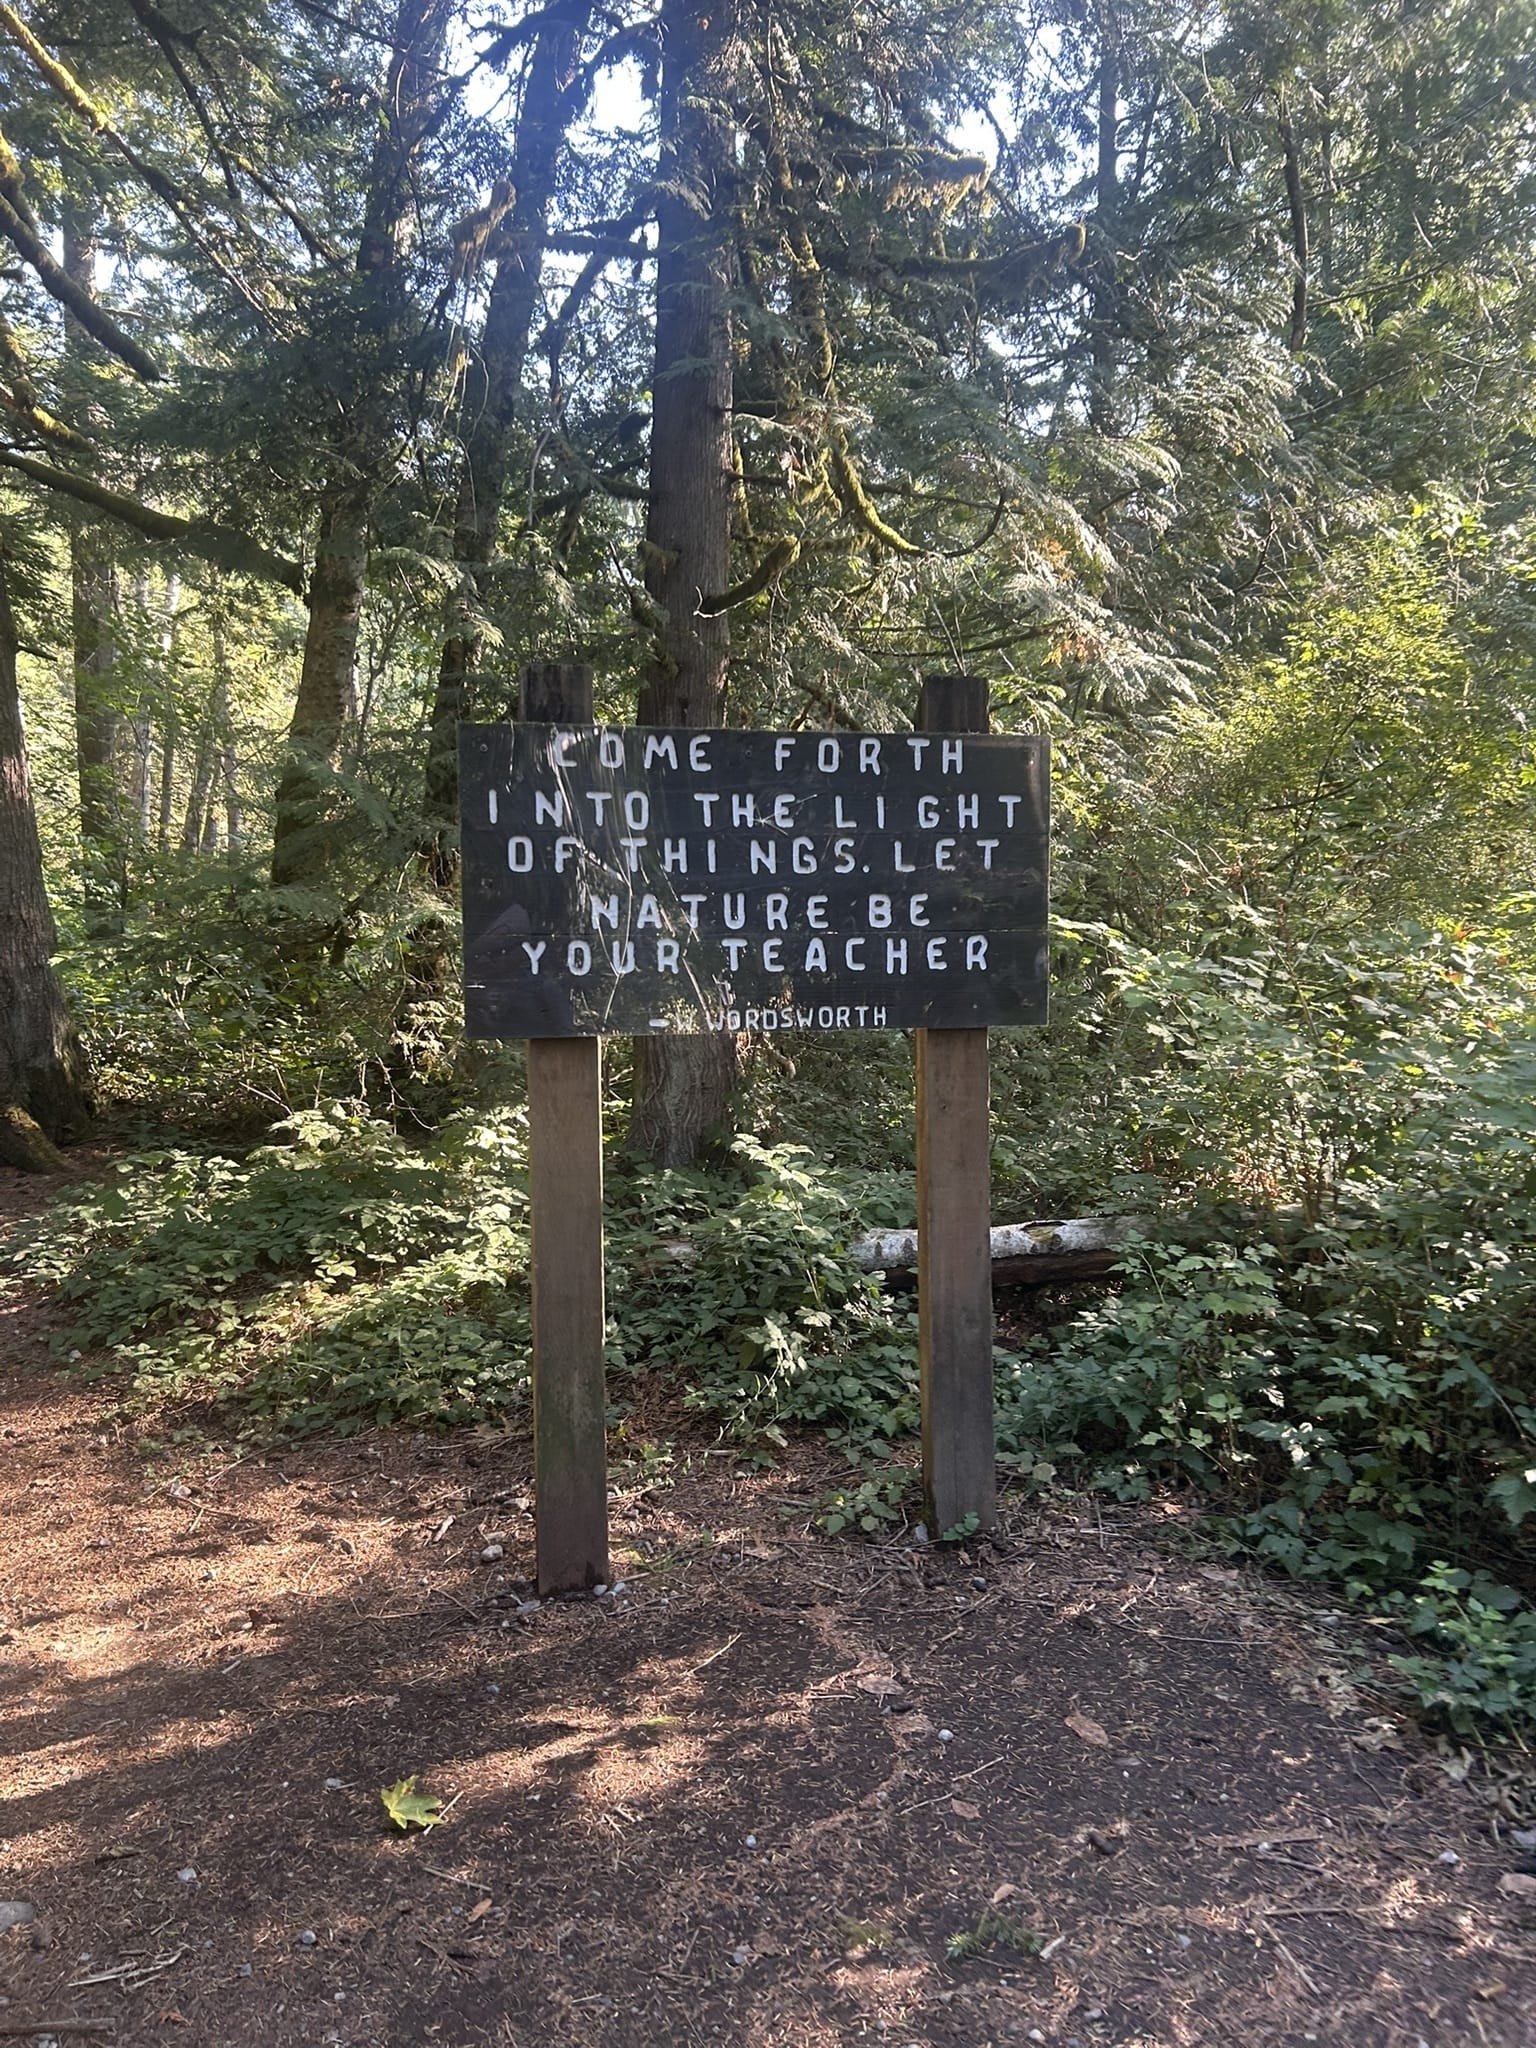 COME FORTH
INTO THE LIGHT
OF THINGS. LET
NATURE BE
YOUR TEACHER
- W WORDSWORTH